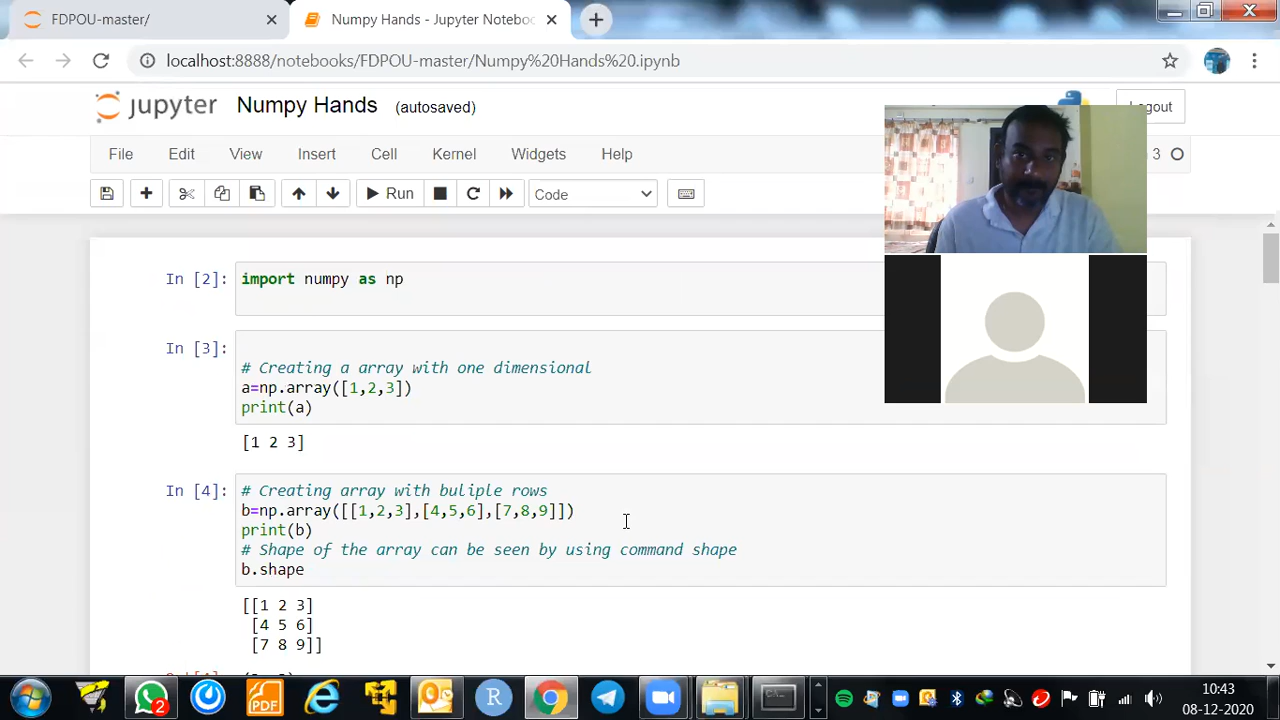 FDPOU-master/
Numpy Hands - Jupyter Notebo
localhost:8888/notebooks/FDPOU-master/Numpy%20Hands%20.ipynb
jupyter Numpy Hands (autosaved)
Logout
File Edit View Insert Cell Kernel Widgets Help
3
Run
Code
In [2]:
import numpy as np
In [3]:
# Creating a array with one dimensional
a=np.array([1,2,3])
print(a)
[1 2 3]
In [4]:
# Creating array with buliple rows
b=np.array([[1,2,3],[4,5,6],[7,8,9]])
print(b)
# Shape of the array can be seen by using command shape
b.shape
[[1 2 3]
[4 5 6]
[7 8 9]]
2
PDF
R
10:43
08-12-2020